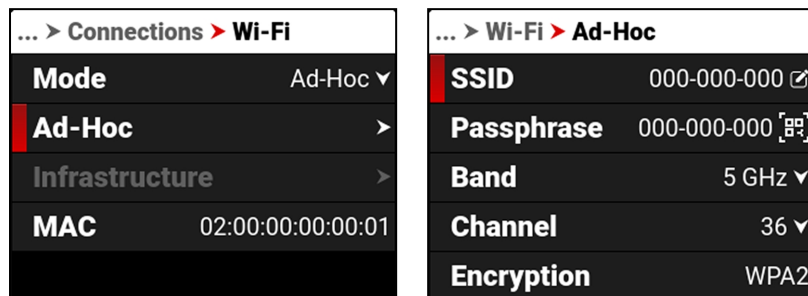 ... > Connections > Wi-Fi
Mode Ad-Hoc
Ad-Hoc >
Infrastructure >
MAC 02:00:00:00:00:01
... > Wi-Fi > Ad-Hoc
SSID 000-000-000
Passphrase 000-000-000
Band 5 GHz
Channel 36
Encryption WPA2